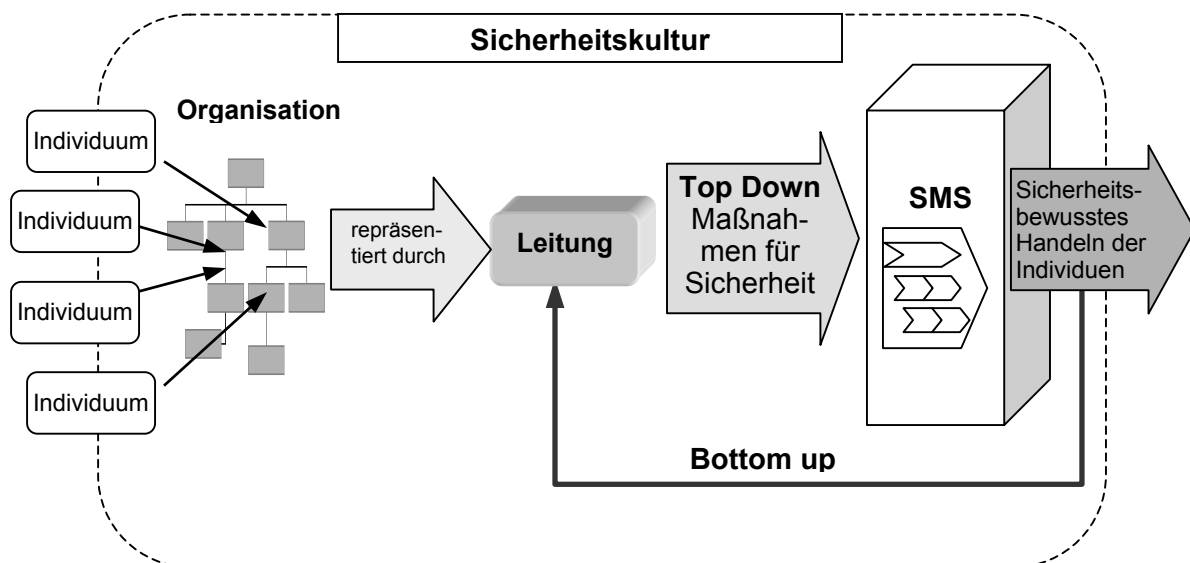 Sicherheitskultur
Organisation
Individuum
Individuum
Individuum
Individuum
repräsen-
tiert durch
Leitung
Top Down
Maßnah-
men für
Sicherheit
SMS
Sicherheits-
bewusstes
Handeln der
Individuen
Bottom up